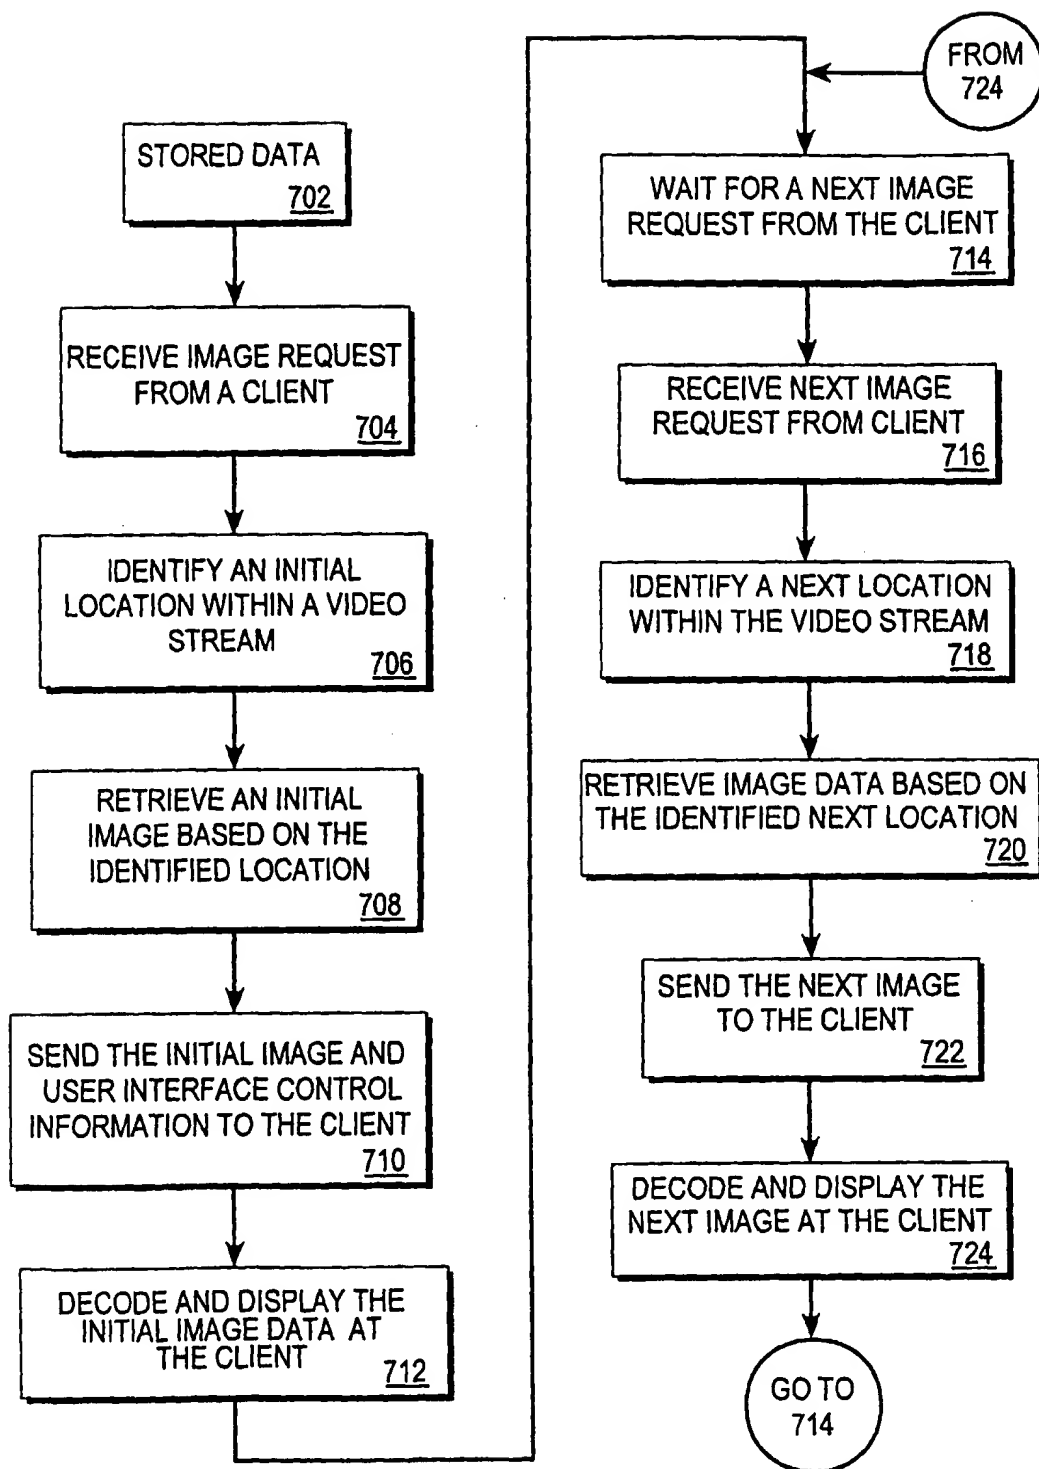 STORED DATA
702
RECEIVE IMAGE REQUEST
FROM A CLIENT
704
IDENTIFY AN INITIAL
LOCATION WITHIN A VIDEO
STREAM
706
RETRIEVE AN INITIAL
IMAGE BASED ON THE
IDENTIFIED LOCATION
708
SEND THE INITIAL IMAGE AND
USER INTERFACE CONTROL
INFORMATION TO THE CLIENT
710
DECODE AND DISPLAY THE
INITIAL IMAGE DATA AT
THE CLIENT
712
FROM
724
WAIT FOR A NEXT IMAGE
REQUEST FROM THE CLIENT
714
RECEIVE NEXT IMAGE
REQUEST FROM CLIENT
716
IDENTIFY A NEXT LOCATION
WITHIN THE VIDEO STREAM
718
RETRIEVE IMAGE DATA BASED ON
THE IDENTIFIED NEXT LOCATION
720
SEND THE NEXT IMAGE
TO THE CLIENT
722
DECODE AND DISPLAY THE
NEXT IMAGE AT THE CLIENT
724
GO TO
714